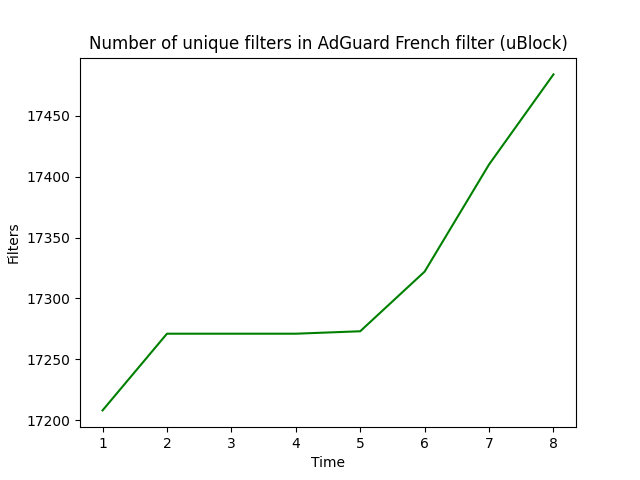 Number of unique filters in AdGuard French filter (uBlock)
17450
17400
17350
17300
17250
17200
Filters
1 2 3 4 5 6 7 8
Time